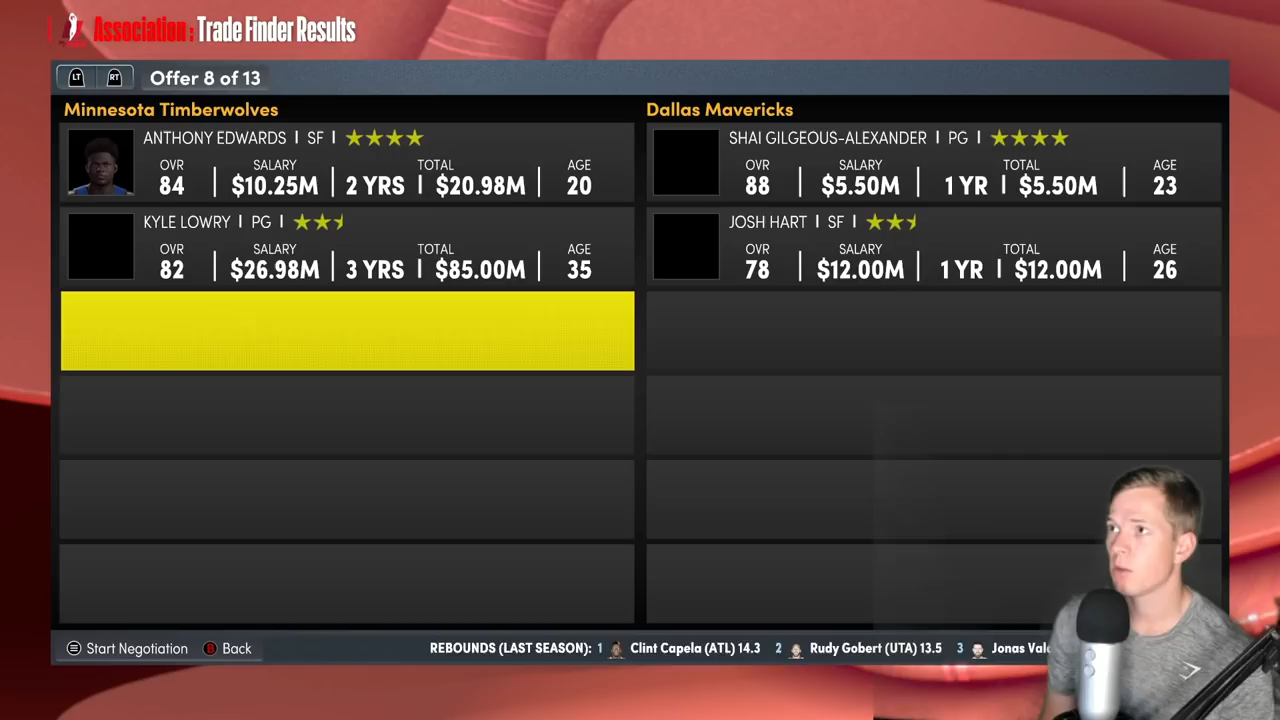 Association : Trade Finder Results
LT RT Offer 8 of 13
Minnesota Timberwolves
ANTHONY EDWARDS | SF |
OVR SALARY TOTAL AGE
84 | $10.25M | 2 YRS | $20.98M | 20
KYLE LOWRY | PG |
OVR SALARY TOTAL AGE
82 | $26.98M | 3 YRS | $85.00M | 35
Dallas Mavericks
SHAI GILGEOUS-ALEXANDER | PG |
OVR SALARY TOTAL AGE
88 | $5.50M | 1 YR | $5.50M | 23
JOSH HART | SF |
OVR SALARY TOTAL AGE
78 | $12.00M | 1 YR | $12.00M | 26
Start Negotiation B Back
REBOUNDS (LAST SEASON): 1 Clint Capela (ATL) 14.3 2 Rudy Gobert (UTA) 13.5 3 Jonas Val